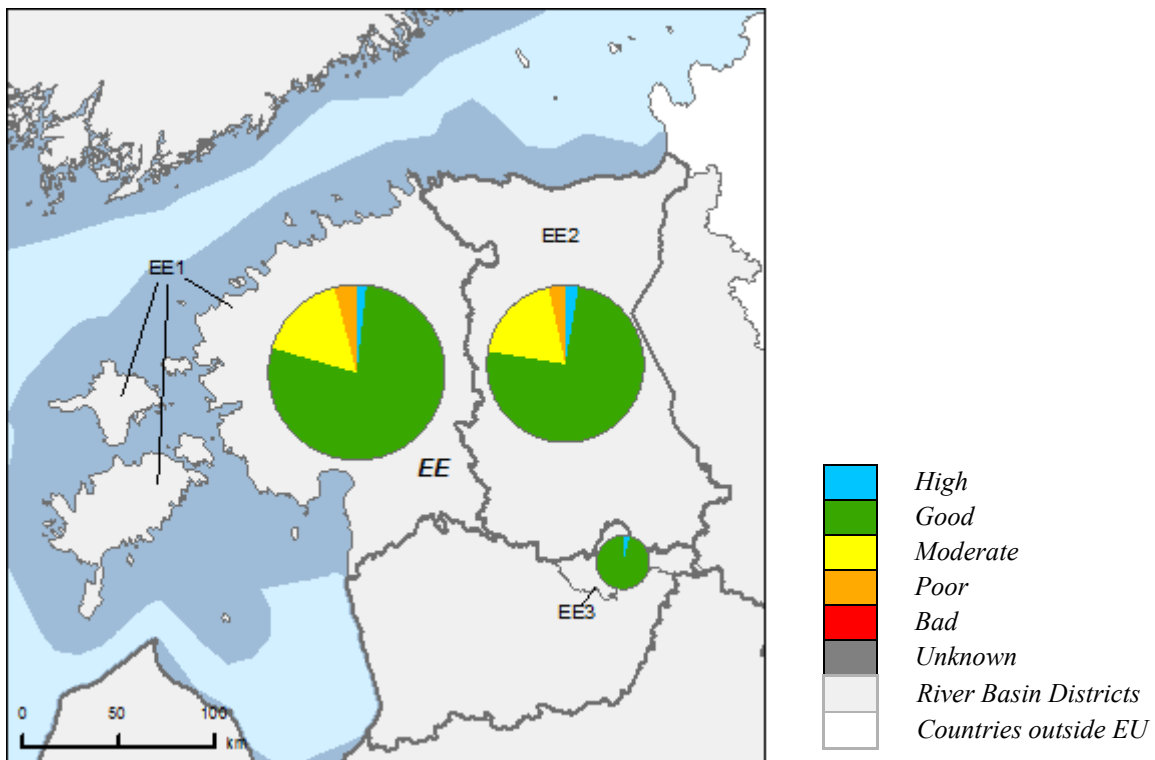 EE1
EE2
EE
EE3
0 50 100
km
High
Good
Moderate
Poor
Bad
Unknown
River Basin Districts
Countries outside EU